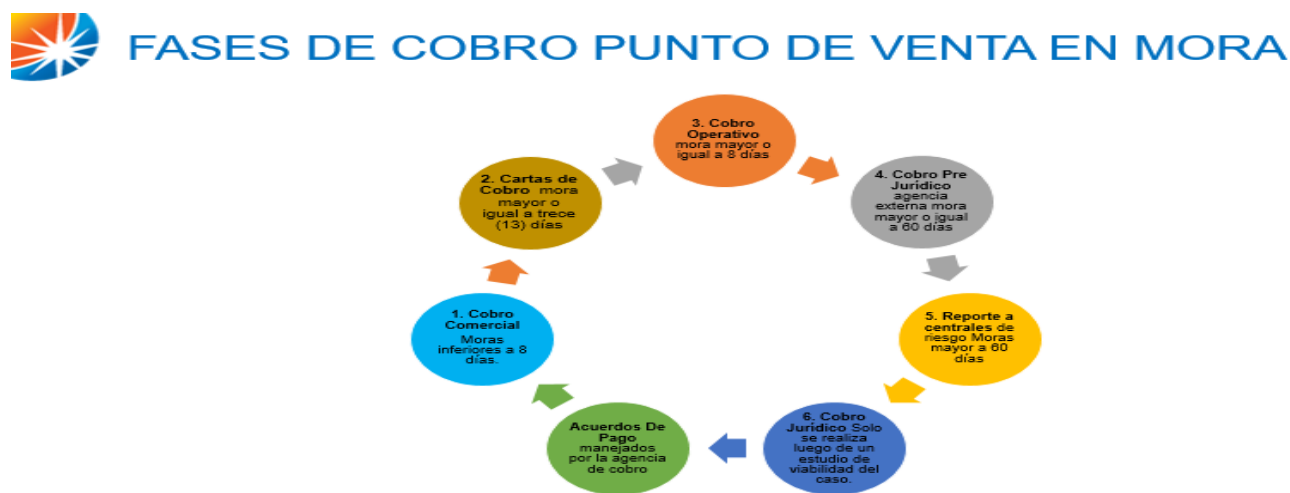 FASES DE COBRO PUNTO DE VENTA EN MORA
1. Cobro
Comercial
Moras
inferiores a 8
días.
2. Cartas de
Cobro mora
mayor o
igual a trece
(13) días
3. Cobro
Operativo
mora mayor o
igual a 8 días
4. Cobro Pre
Jurídico
agencia
externa mora
mayor o igual
a 60 días
5. Reporte a
centrales de
riesgo Moras
mayor a 60
días
6. Cobro
Jurídico Solo
se realiza
luego de un
estudio de
viabilidad del
caso.
Acuerdos De
Pago
manejados
por la agencia
de cobro